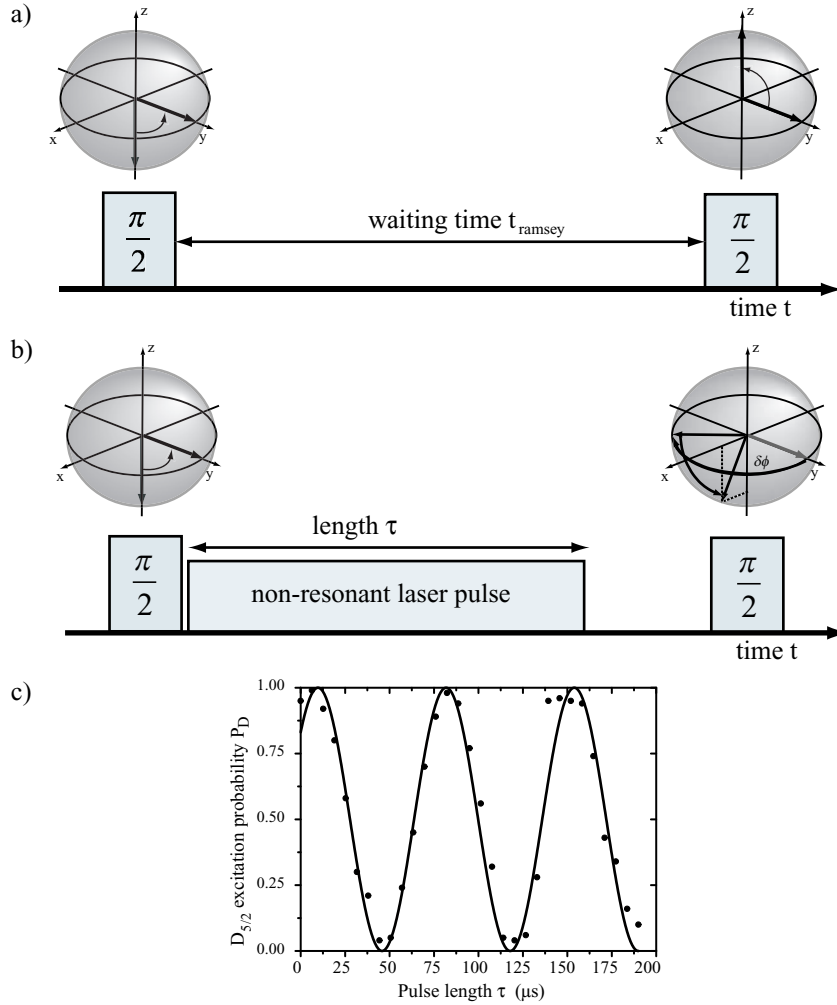 a)
z
x
y
z
x
y
π/2
waiting time t_ramsey
π/2
time t
b)
z
x
y
z
x
y
δϕ
length τ
π/2
non-resonant laser pulse
π/2
time t
c)
D_5/2 excitation probability P_D
1.00
0.75
0.50
0.25
0.00
0 25 50 75 100 125 150 175 200
Pulse length τ (μs)